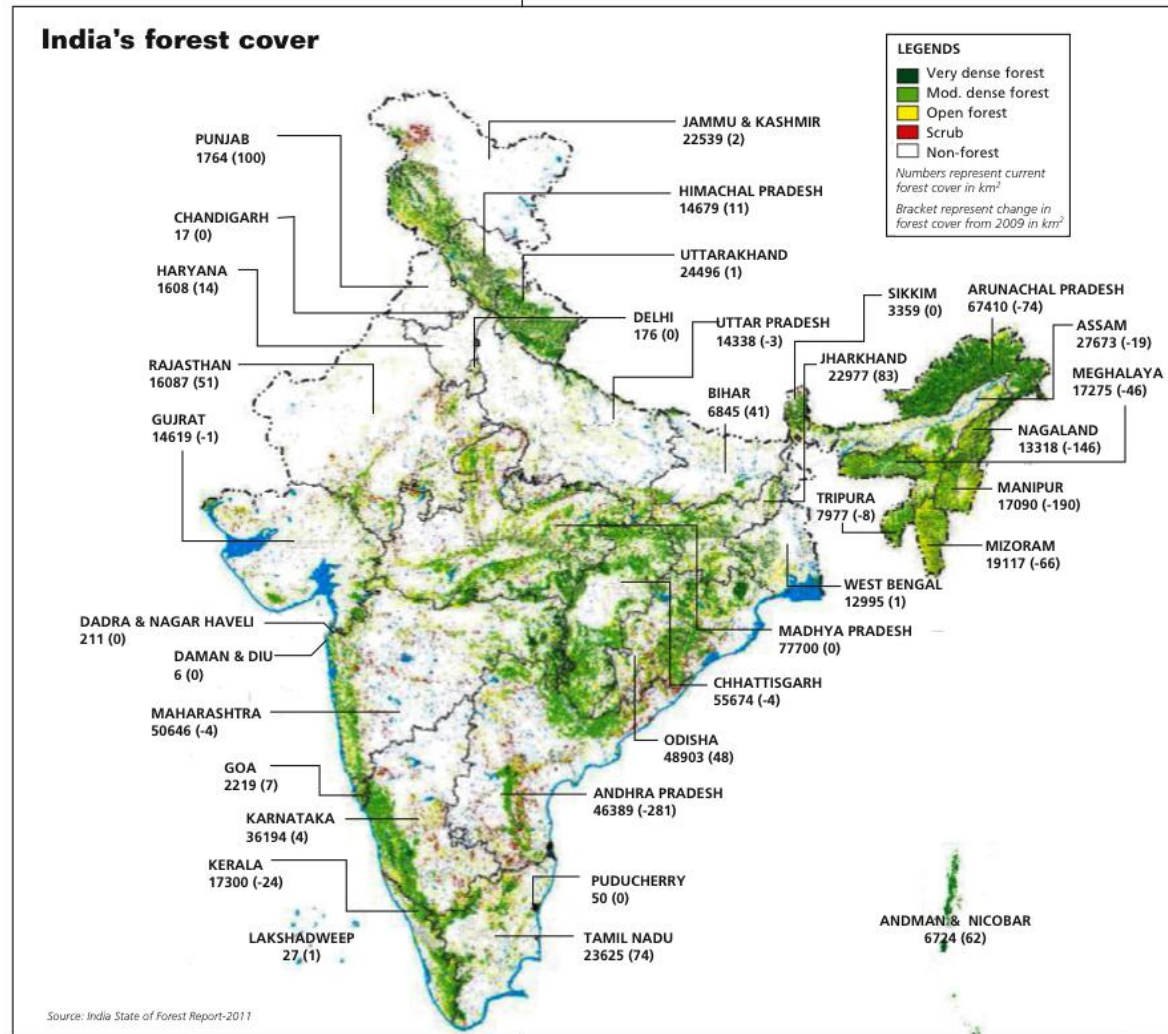 India's forest cover
LEGENDS
Very dense forest
Mod. dense forest
Open forest
Scrub
Non-forest
Numbers represent current
forest cover in km²
Bracket represent change in
forest cover from 2009 in km²
JAMMU & KASHMIR
22539 (2)
PUNJAB
1764 (100)
HIMACHAL PRADESH
14679 (11)
CHANDIGARH
17 (0)
UTTARAKHAND
24496 (1)
HARYANA
1608 (14)
SIKKIM
3359 (0)
ARUNACHAL PRADESH
67410 (-74)
DELHI
176 (0)
UTTAR PRADESH
14338 (-3)
ASSAM
27673 (-19)
JHARKHAND
22977 (83)
MEGHALAYA
17275 (-46)
RAJASTHAN
16087 (51)
BIHAR
6845 (41)
GUJRAT
14619 (-1)
NAGALAND
13318 (-146)
TRIPURA
7977 (-8)
MANIPUR
17090 (-190)
MIZORAM
19117 (-66)
WEST BENGAL
12995 (1)
DADRA & NAGAR HAVELI
211 (0)
MADHYA PRADESH
77700 (0)
DAMAN & DIU
6 (0)
CHHATTISGARH
55674 (-4)
MAHARASHTRA
50646 (-4)
ODISHA
48903 (48)
GOA
2219 (7)
ANDHRA PRADESH
46389 (-281)
KARNATAKA
36194 (4)
KERALA
17300 (-24)
PUDUCHERRY
50 (0)
ANDMAN & NICOBAR
6724 (62)
LAKSHADWEEP
27 (1)
TAMIL NADU
23625 (74)
Source: India State of Forest Report-2011